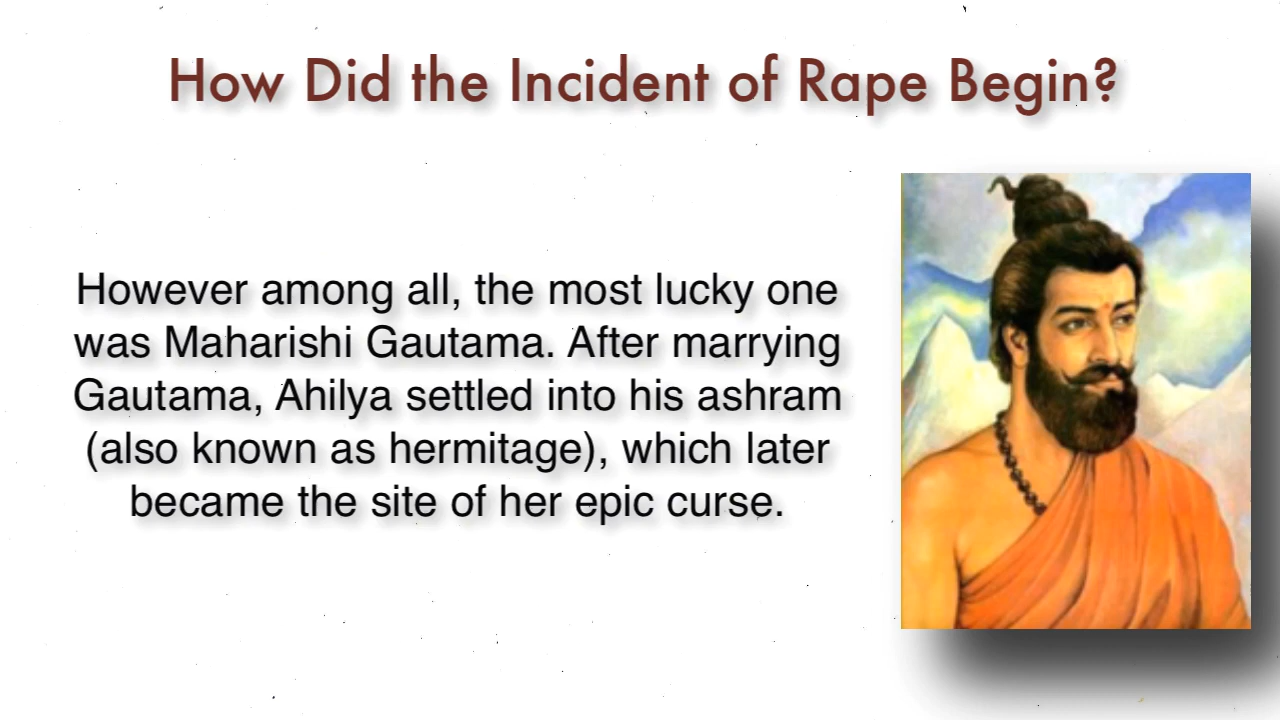 How Did the Incident of Rape Begin?
However among all, the most lucky one
was Maharishi Gautama. After marrying
Gautama, Ahilya settled into his ashram
(also known as hermitage), which later
became the site of her epic curse.